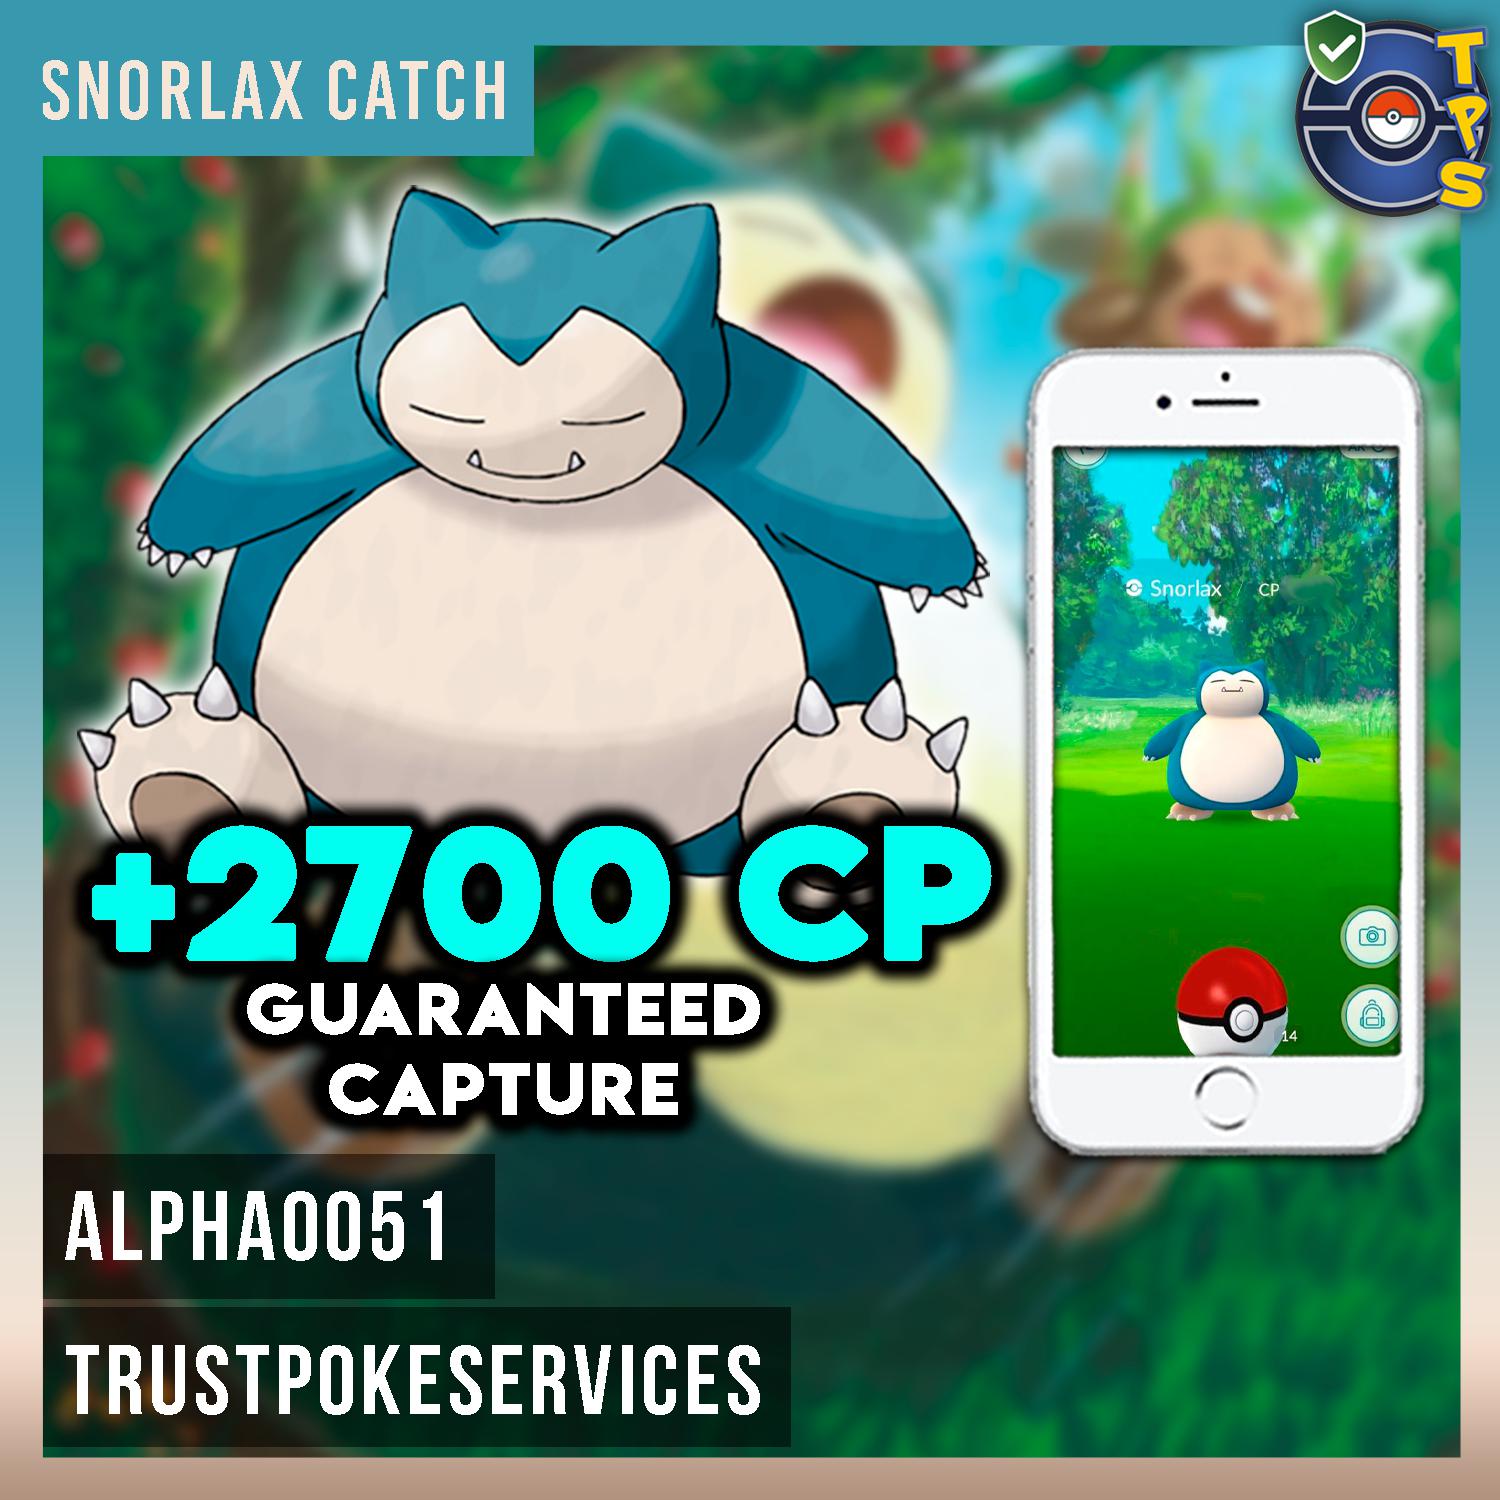 SNORLAX CATCH
TPS
Snorlax / CP
+2700 CP
GUARANTEED
CAPTURE
14
ALPHA0051
TRUSTPOKESERVICES